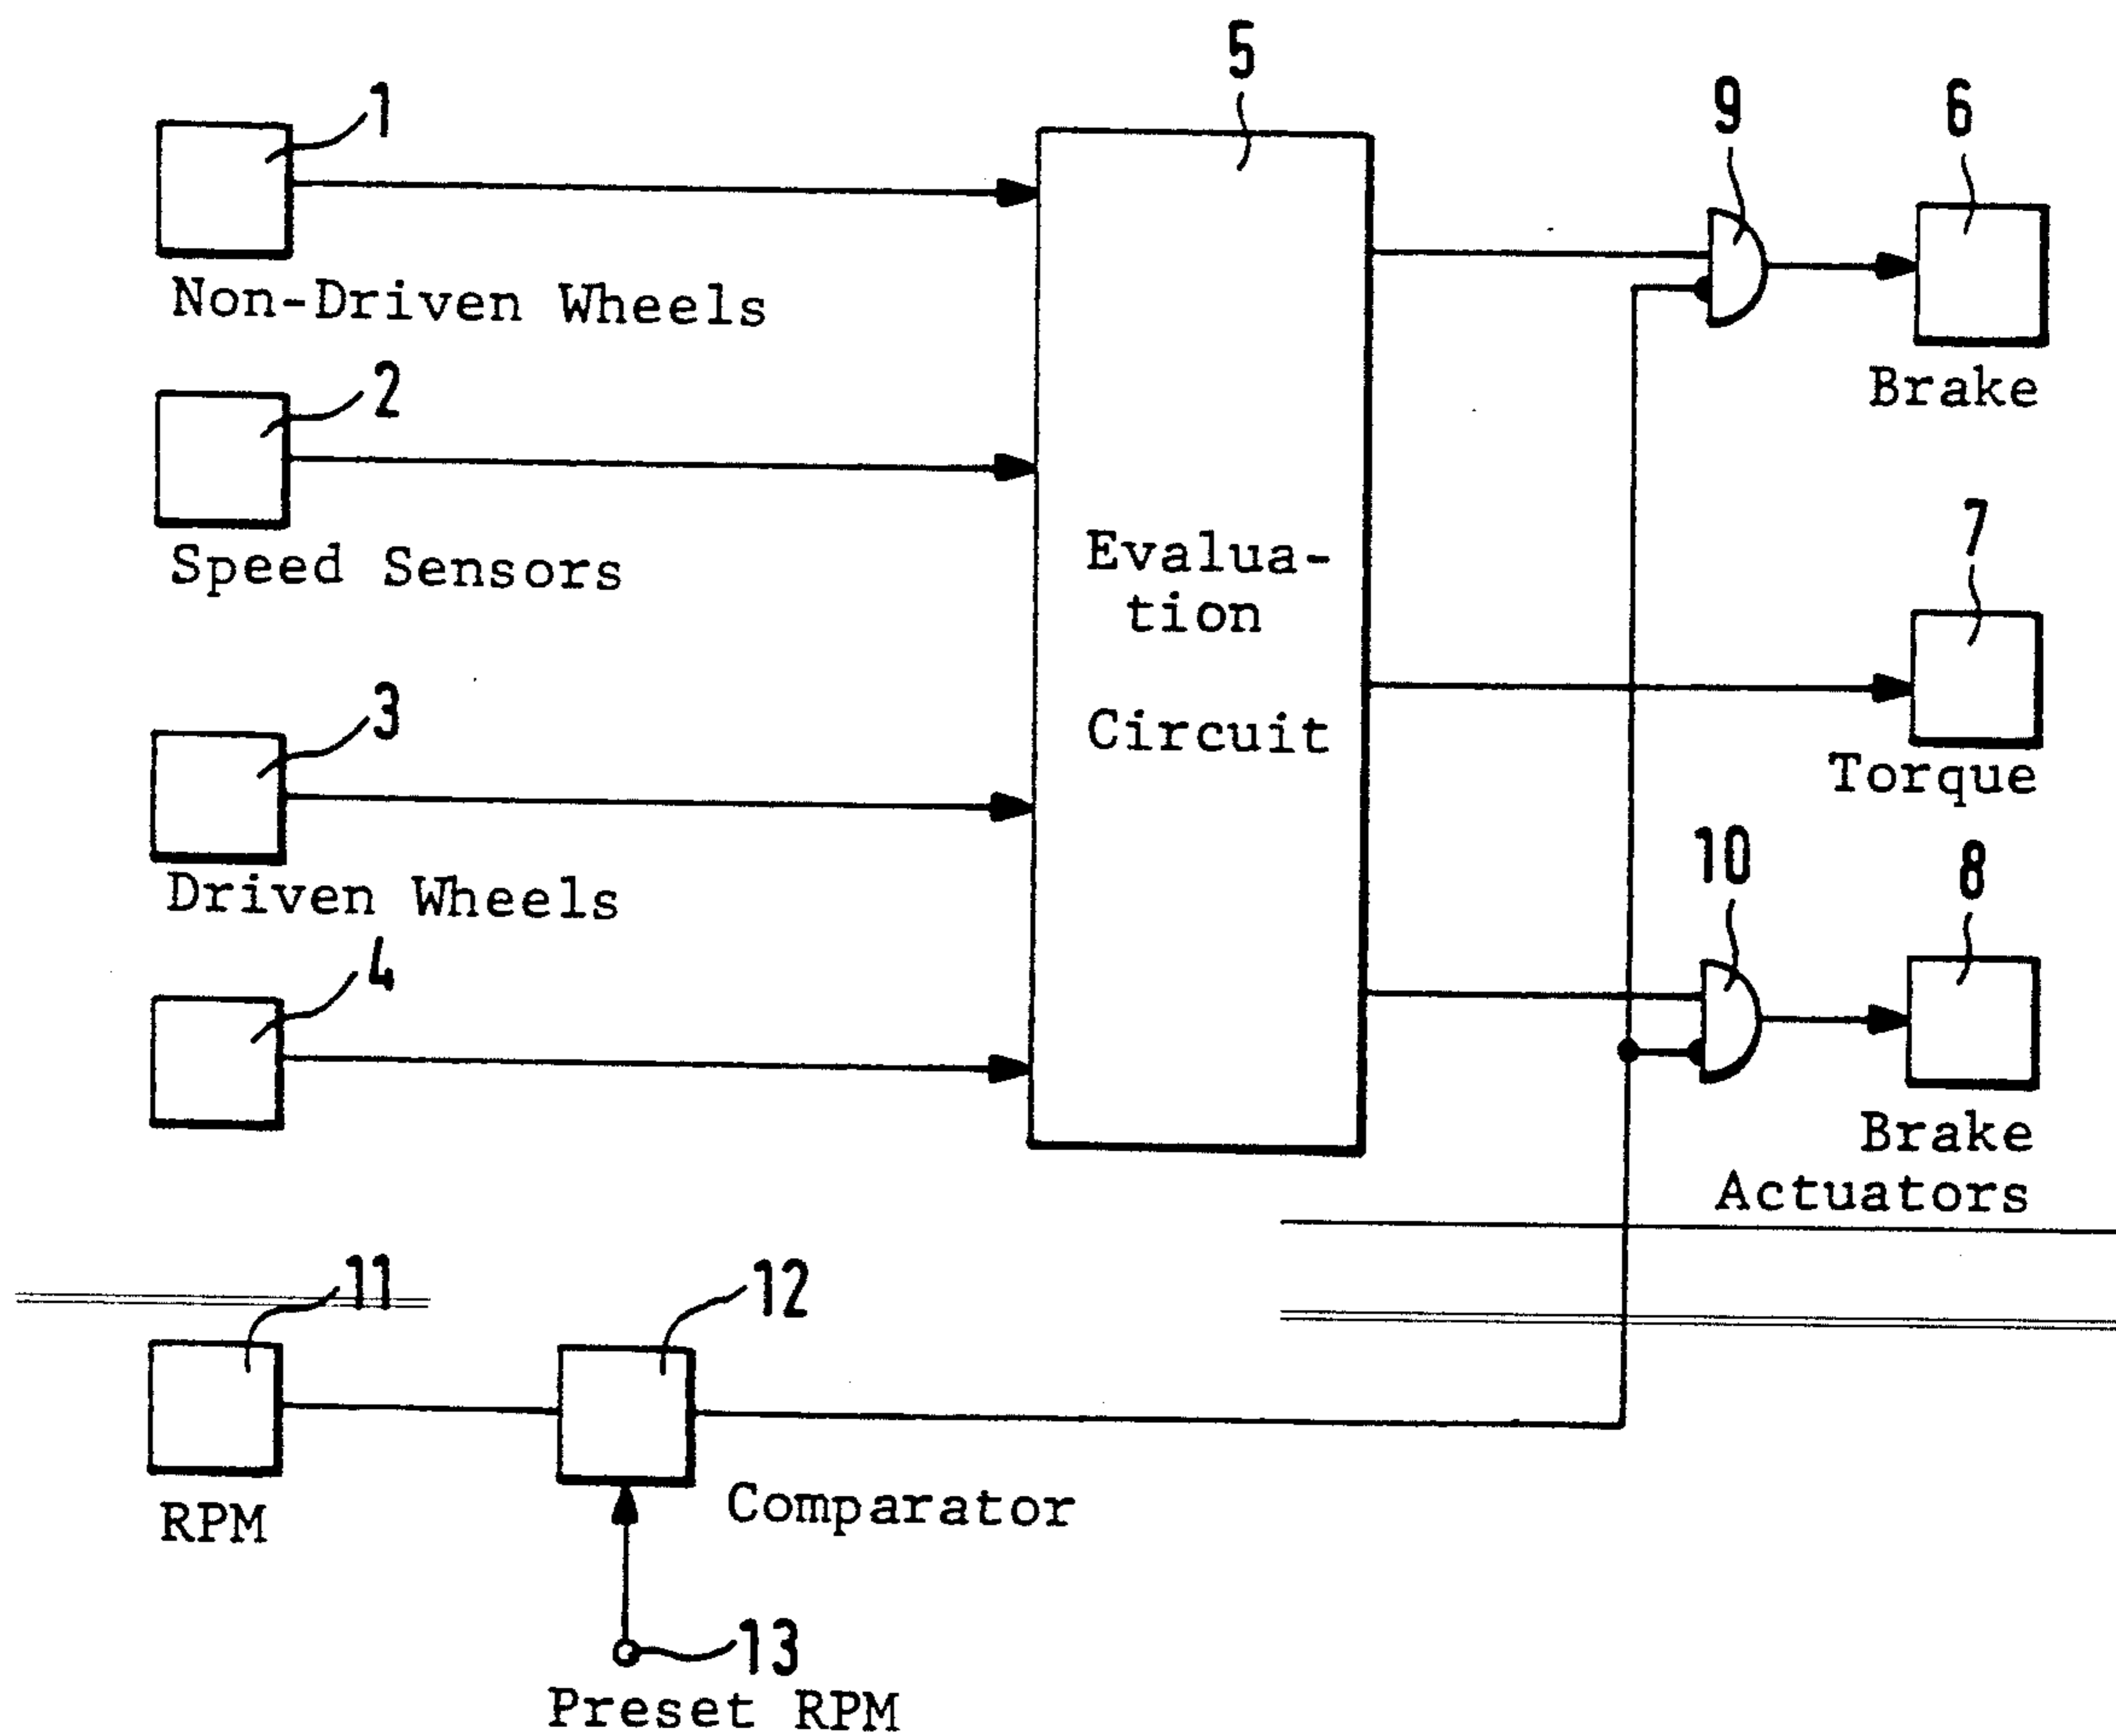 5
9
6
1
Non-Driven Wheels
Brake
2
Speed Sensors
Evalua-
tion
Circuit
7
Torque
3
Driven Wheels
10
8
4
Brake
Actuators
11
12
RPM
Comparator
13
Preset RPM